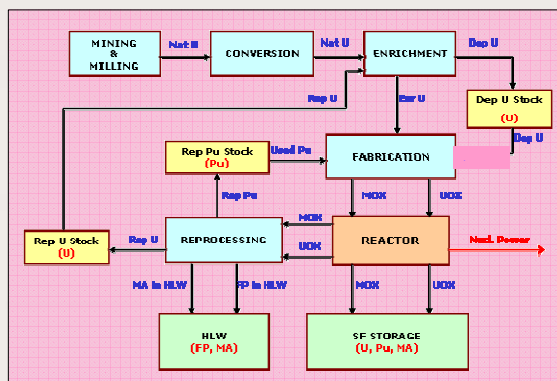 MINING
&
MILLING
Nat U
CONVERSION
Nat U
ENRICHMENT
Dep U
Rep U
Enr U
Dep U Stock
(U)
Dep U
Rep Pu Stock
(Pu)
Used Pu
FABRICATION
Rep Pu
MOX
UOX
Rep U Stock
(U)
Rep U
REPROCESSING
MOX
UOX
REACTOR
Nucl. Power
MA in HLW
FP in HLW
MOX
UOX
HLW
(FP, MA)
SF STORAGE
(U, Pu, MA)